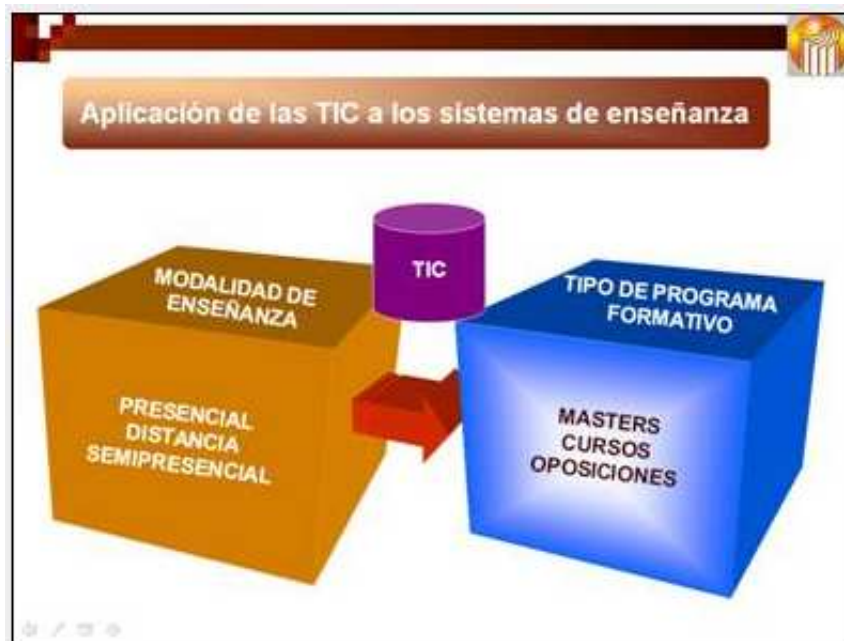 Aplicación de las TIC a los sistemas de enseñanza
TIC
MODALIDAD DE
ENSEÑANZA
PRESENCIAL
DISTANCIA
SEMIPRESENCIAL
TIPO DE PROGRAMA
FORMATIVO
MASTERS
CURSOS
OPOSICIONES